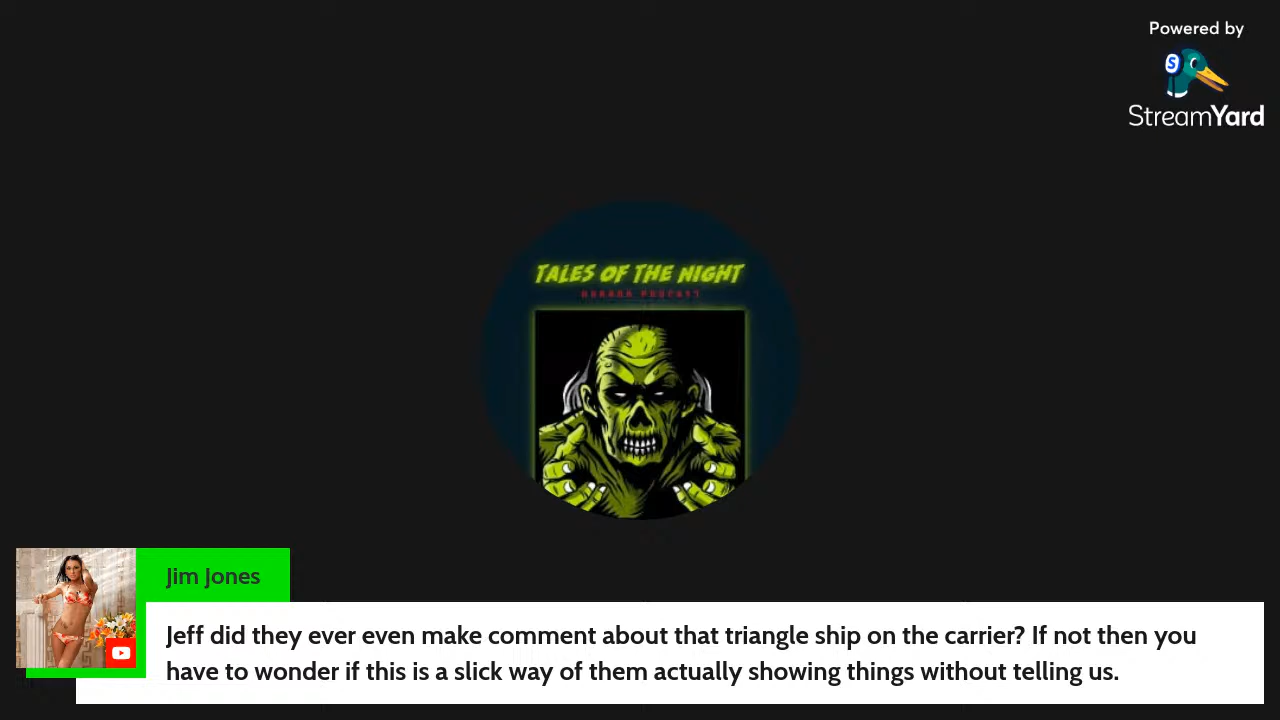 Powered by
S
StreamYard
TALES OF THE NIGHT
HORROR PODCAST
Jim Jones
Jeff did they ever even make comment about that triangle ship on the carrier? If not then you
have to wonder if this is a slick way of them actually showing things without telling us.